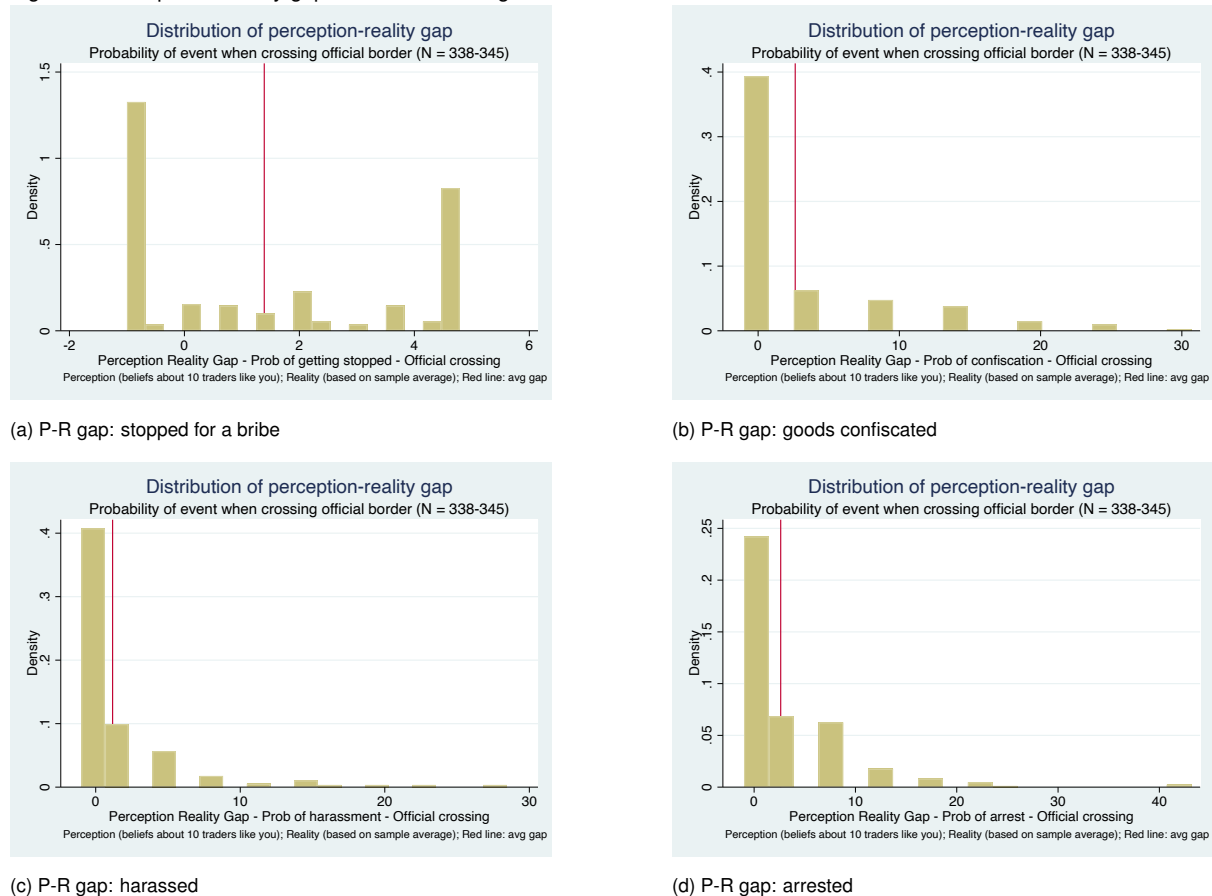 Distribution of perception-reality gap
Probability of event when crossing official border (N = 338-345)
Density
0 .5 1 1.5
-2 0 2 4 6
Perception Reality Gap - Prob of getting stopped - Official crossing
Perception (beliefs about 10 traders like you); Reality (based on sample average); Red line: avg gap
(a) P-R gap: stopped for a bribe
Distribution of perception-reality gap
Probability of event when crossing official border (N = 338-345)
Density
0 .1 .2 .3 .4
0 10 20 30
Perception Reality Gap - Prob of confiscation - Official crossing
Perception (beliefs about 10 traders like you); Reality (based on sample average); Red line: avg gap
(b) P-R gap: goods confiscated
Distribution of perception-reality gap
Probability of event when crossing official border (N = 338-345)
Density
0 .1 .2 .3 .4
0 10 20 30
Perception Reality Gap - Prob of harassment - Official crossing
Perception (beliefs about 10 traders like you); Reality (based on sample average); Red line: avg gap
(c) P-R gap: harassed
Distribution of perception-reality gap
Probability of event when crossing official border (N = 338-345)
Density
0 .05 .1 .15 .2 .25
0 10 20 30 40
Perception Reality Gap - Prob of arrest - Official crossing
Perception (beliefs about 10 traders like you); Reality (based on sample average); Red line: avg gap
(d) P-R gap: arrested